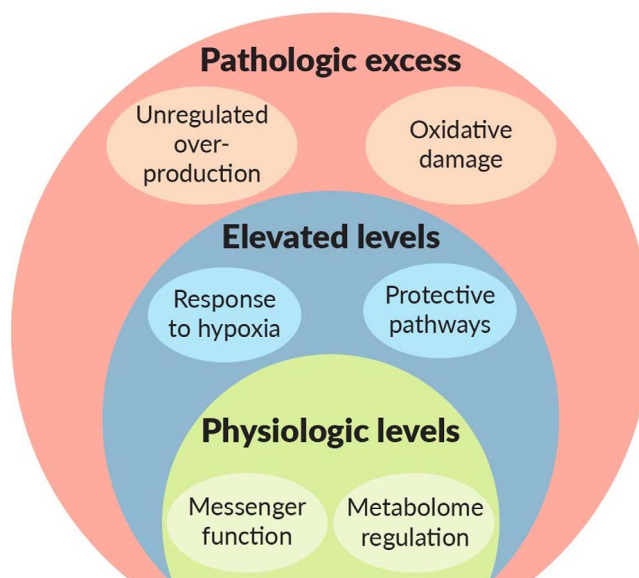 Pathologic excess
Unregulated
over-
production
Oxidative
damage
Elevated levels
Response
to hypoxia
Protective
pathways
Physiologic levels
Messenger
function
Metabolome
regulation